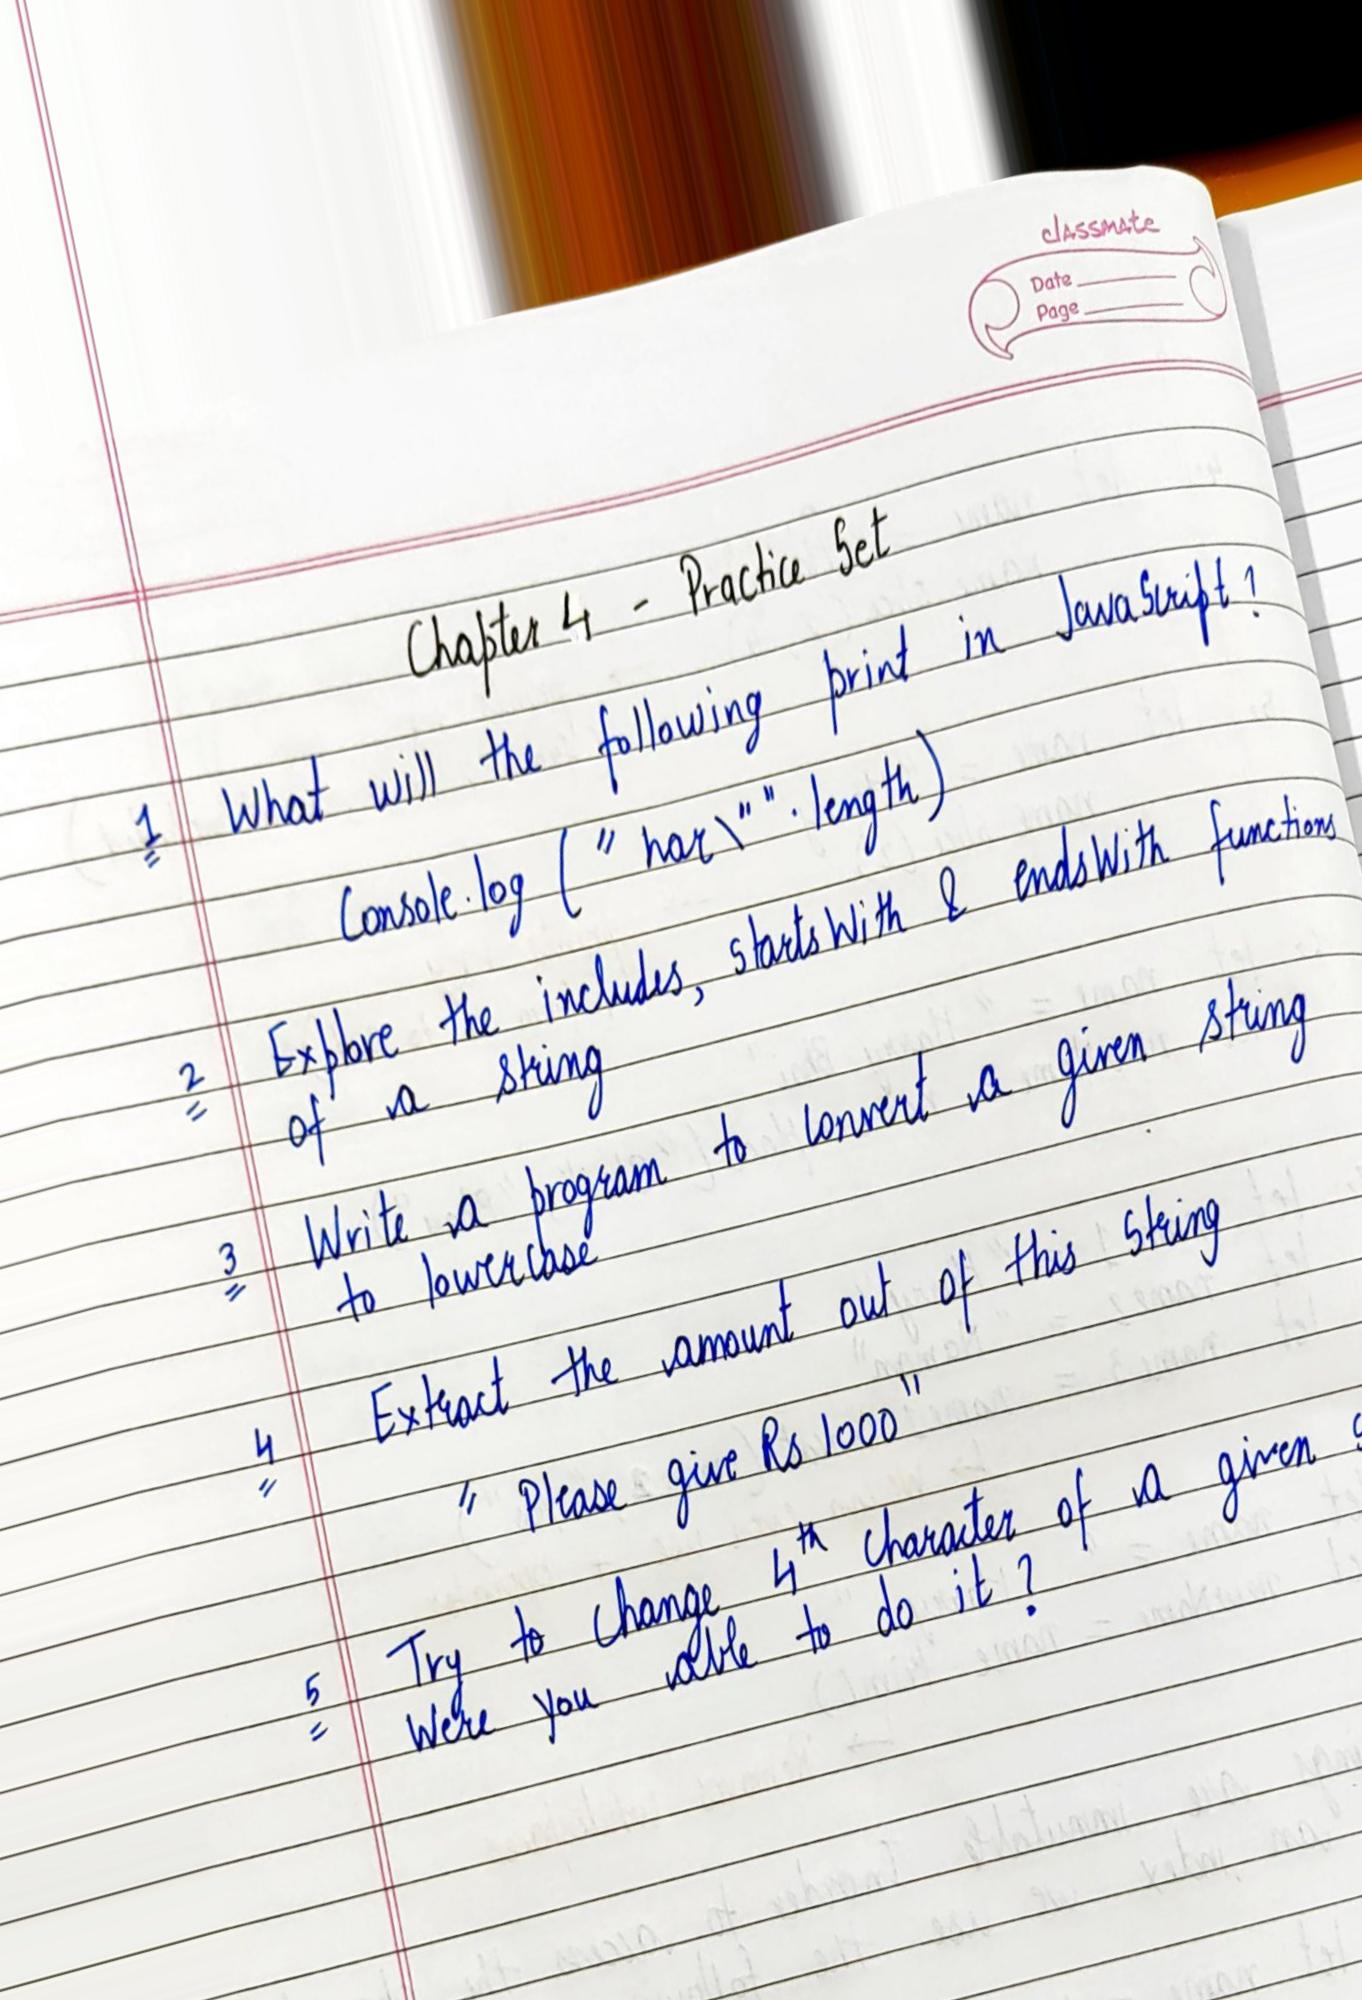 classmate
Date
Page
Chapter 4 - Practice Set
1 What will the following print in JavaScript?
Console.log ("har\"".length)
2 Explore the includes, startsWith & endsWith functions
of a string
3 Write a program to convert a given string
to lowercase
4 Extract the amount out of this string
"Please give Rs 1000"
5 Try to change 4th character of a given
Were you able to do it?